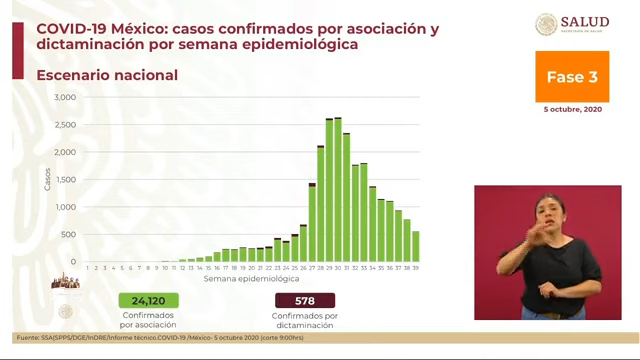 COVID-19 México: casos confirmados por asociación y
dictaminación por semana epidemiológica
SALUD
SECRETARÍA DE SALUD
Escenario nacional
Fase 3
5 octubre, 2020
3,000
2,500
2,000
1,500
1,000
500
0
Casos
1 2 3 4 5 6 7 8 9 10 11 12 13 14 15 16 17 18 19 20 21 22 23 24 25 26 27 28 29 30 31 32 33 34 35 36 37 38 39
Semana epidemiológica
24,120
Confirmados
por asociación
578
Confirmados por
dictaminación
Fuente: SSA(SPPS/DGE/InDRE/Informe técnico.COVID-19 /México- 5 octubre 2020 (corte 9:00hrs)